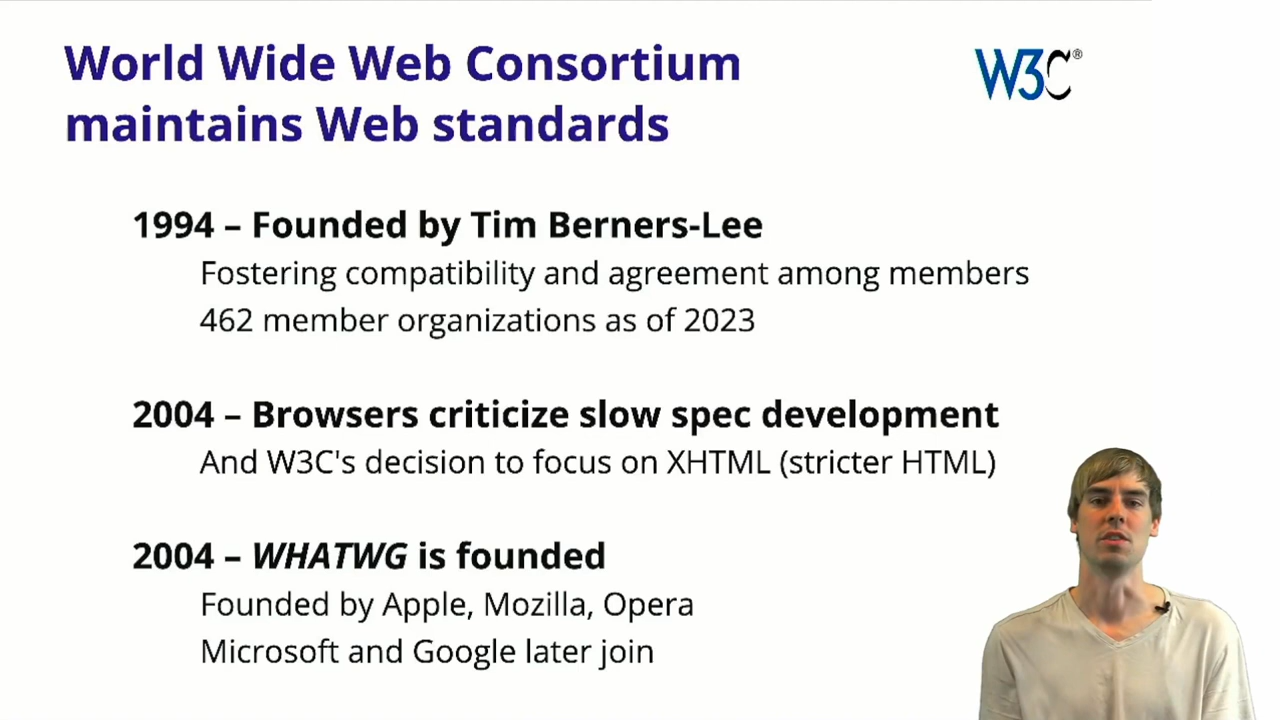 World Wide Web Consortium
maintains Web standards
W3C®
1994 – Founded by Tim Berners-Lee
Fostering compatibility and agreement among members
462 member organizations as of 2023
2004 – Browsers criticize slow spec development
And W3C's decision to focus on XHTML (stricter HTML)
2004 – WHATWG is founded
Founded by Apple, Mozilla, Opera
Microsoft and Google later join